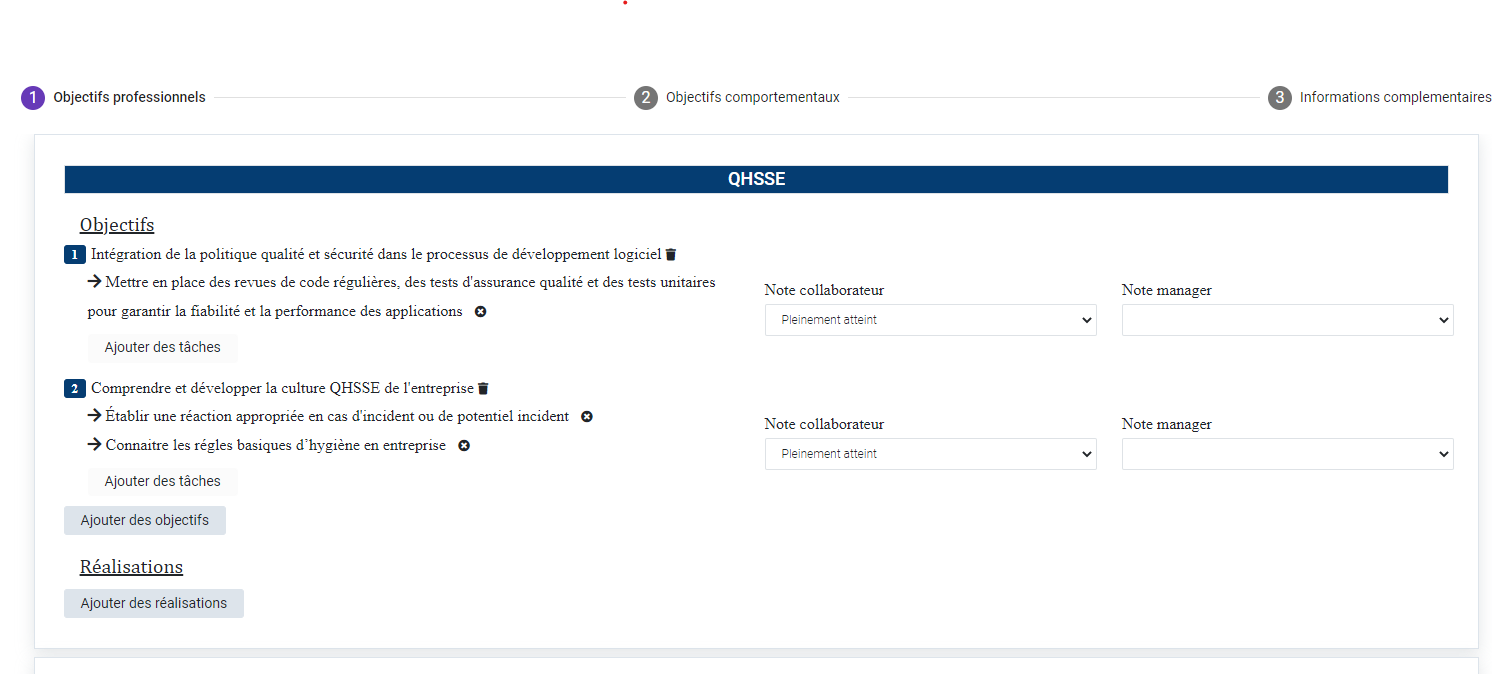 1 Objectifs professionnels
2 Objectifs comportementaux
3 Informations complementaires
QHSSE
Objectifs
1 Intégration de la politique qualité et sécurité dans le processus de développement logiciel
Mettre en place des revues de code régulières, des tests d'assurance qualité et des tests unitaires
pour garantir la fiabilité et la performance des applications
Note collaborateur
Pleinement atteint
Note manager
Ajouter des tâches
2 Comprendre et développer la culture QHSSE de l'entreprise
Établir une réaction appropriée en cas d'incident ou de potentiel incident
Connaitre les régles basiques d’hygiène en entreprise
Note collaborateur
Pleinement atteint
Note manager
Ajouter des tâches
Ajouter des objectifs
Réalisations
Ajouter des réalisations